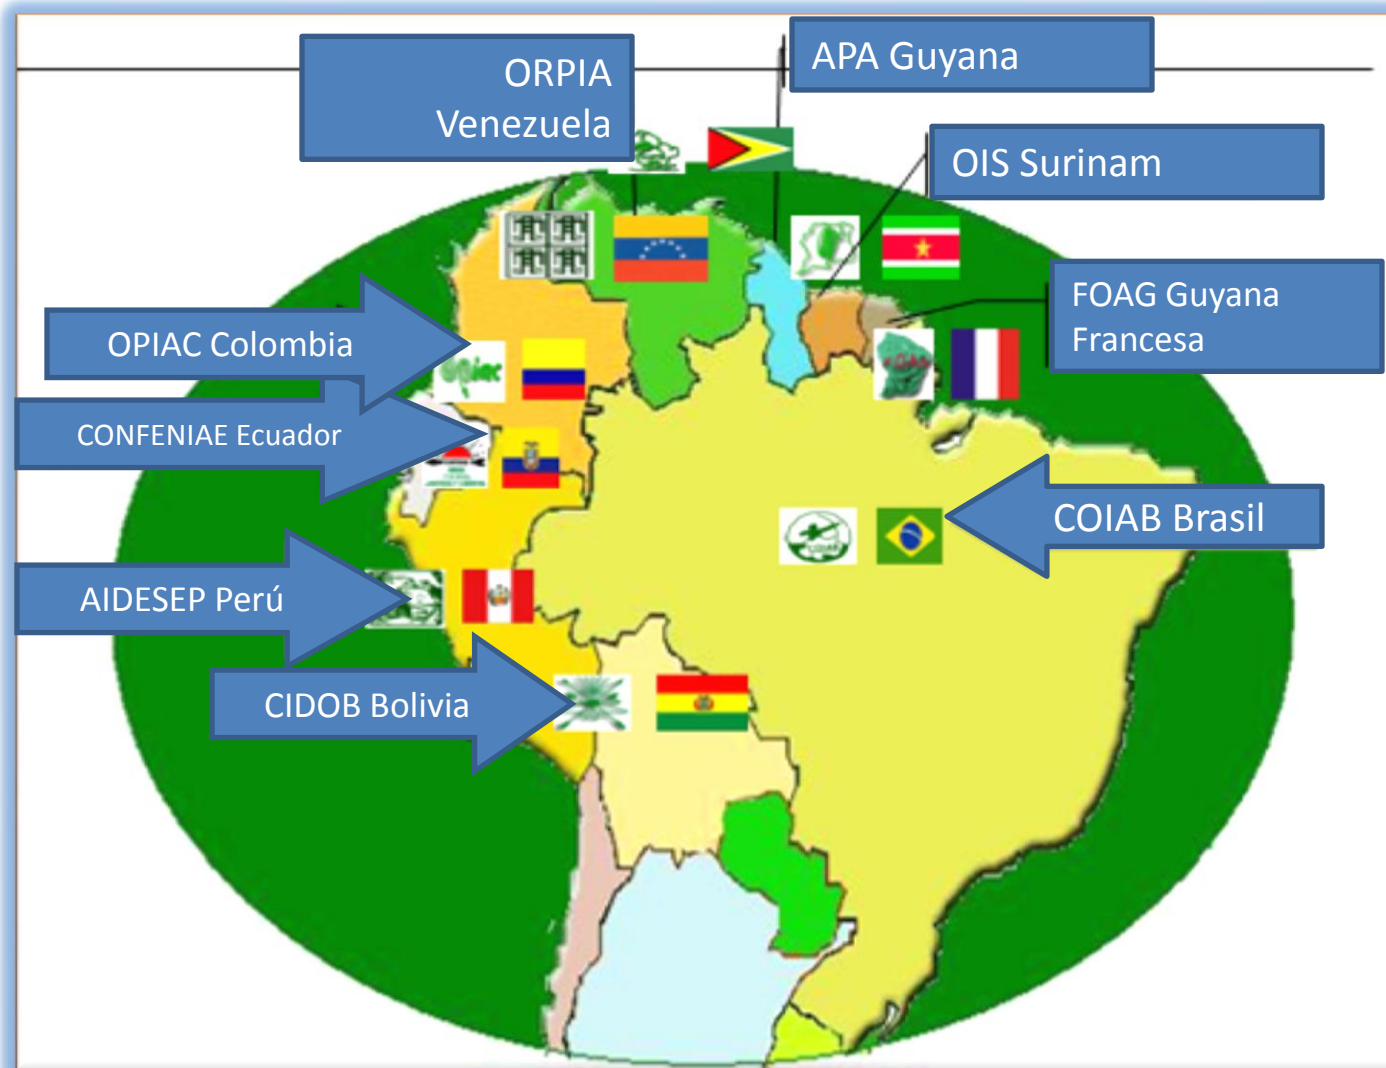 ORPIA
Venezuela
APA Guyana
OIS Surinam
FOAG Guyana
Francesa
OPIAC Colombia
opiac
CONFENIAE Ecuador
COIAB Brasil
AIDESEP Perú
CIDOB Bolivia